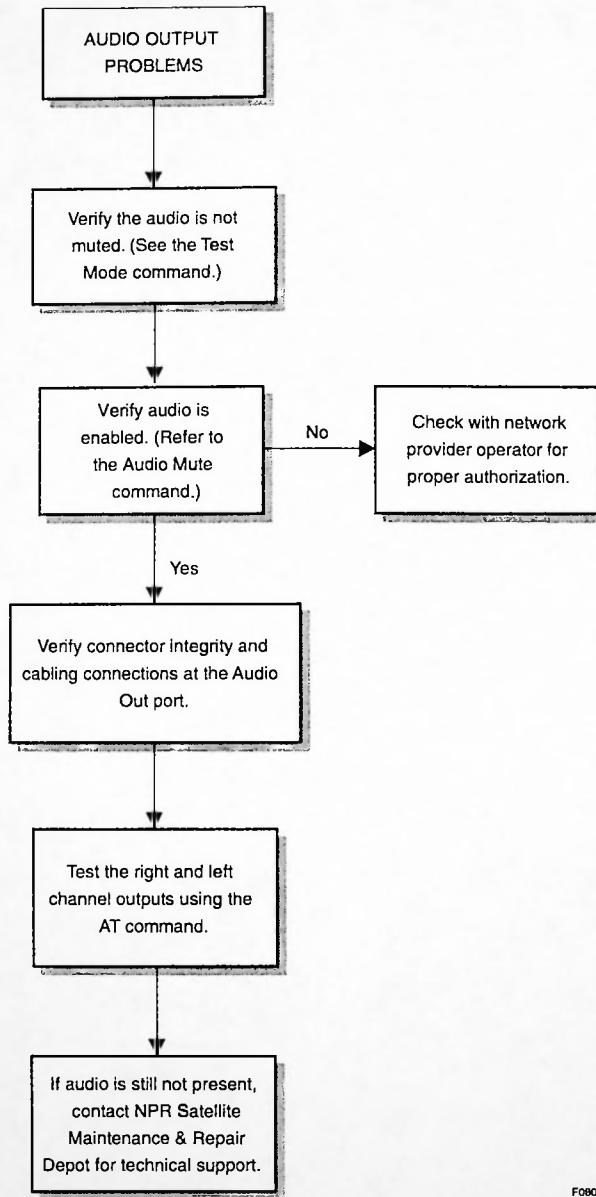 AUDIO OUTPUT
PROBLEMS
Verify the audio is not
muted. (See the Test
Mode command.)
Verify audio is
enabled. (Refer to
the Audio Mute
command.)
No
Check with network
provider operator for
proper authorization.
Yes
Verify connector integrity and
cabling connections at the Audio
Out port.
Test the right and left
channel outputs using the
AT command.
If audio is still not present,
contact NPR Satellite
Maintenance & Repair
Depot for technical support.
F080